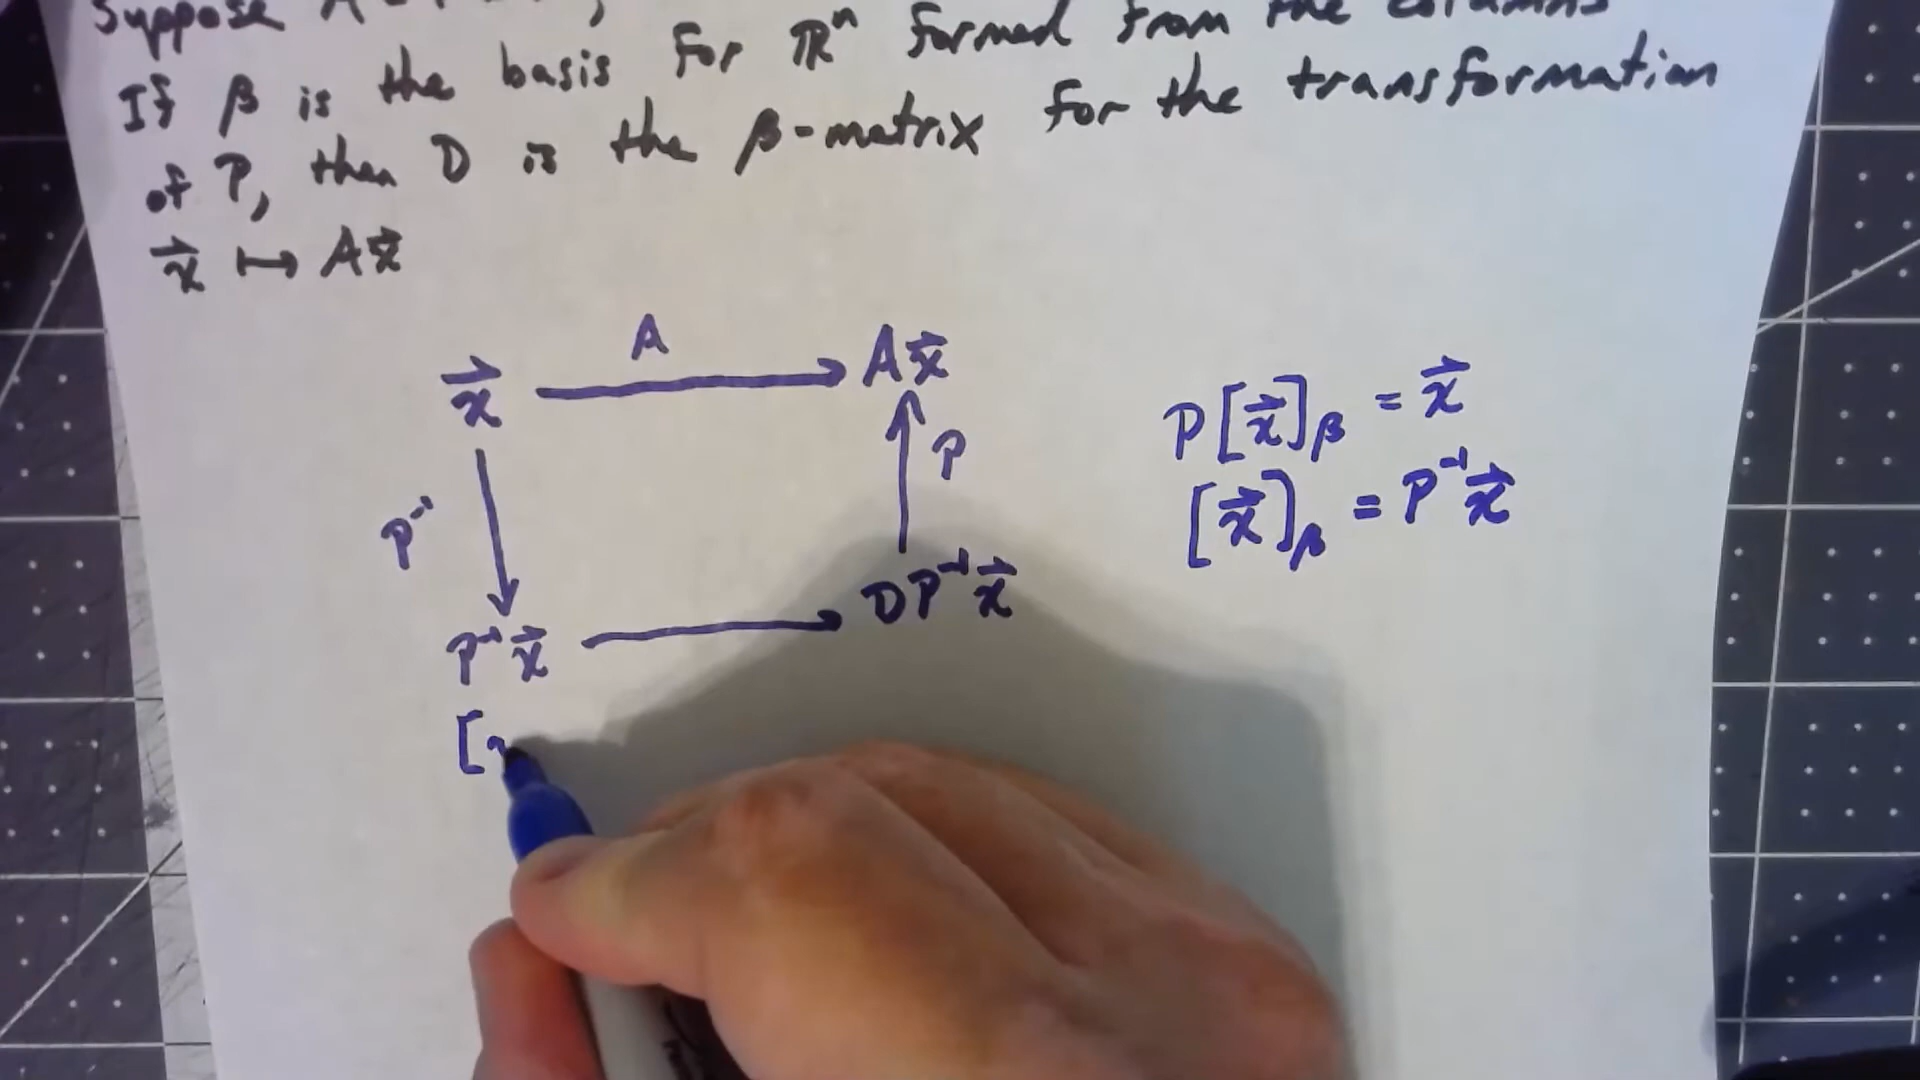 Suppose A
If β is the basis for ℝⁿ formed from the columns
of P, then D is the β-matrix for the transformation
x⃗ ↦ Ax⃗
A
x⃗ → Ax⃗
P⁻¹
P
P⁻¹x⃗ → DP⁻¹x⃗
[
P[x⃗]_β = x⃗
[x⃗]_β = P⁻¹x⃗